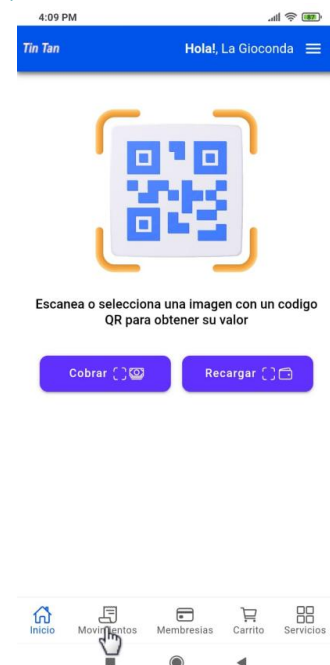 4:09 PM
87
Tin Tan
Hola!, La Gioconda
Escanea o selecciona una imagen con un codigo
QR para obtener su valor
Cobrar
Recargar
Inicio
Movimientos
Membresias
Carrito
Servicios